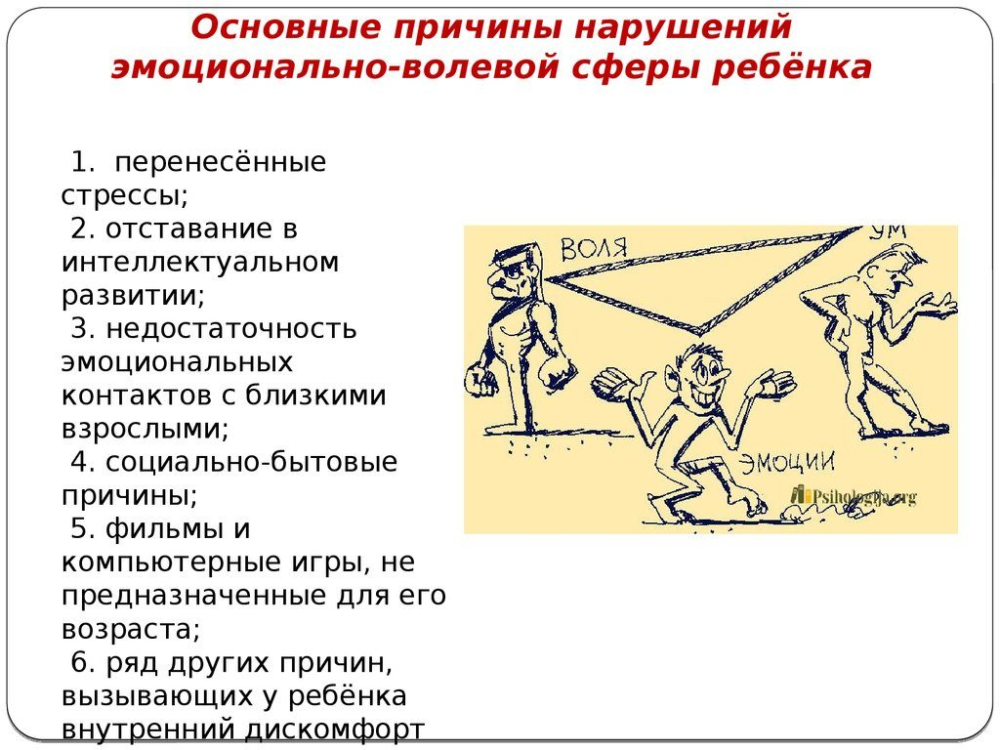 Основные причины нарушений
эмоционально-волевой сферы ребёнка
1. перенесённые
стрессы;
2. отставание в
интеллектуальном
развитии;
3. недостаточность
эмоциональных
контактов с близкими
взрослыми;
4. социально-бытовые
причины;
5. фильмы и
компьютерные игры, не
предназначенные для его
возраста;
6. ряд других причин,
вызывающих у ребёнка
внутренний дискомфорт
ВОЛЯ
УМ
ЭМОЦИИ
Psihologija.org